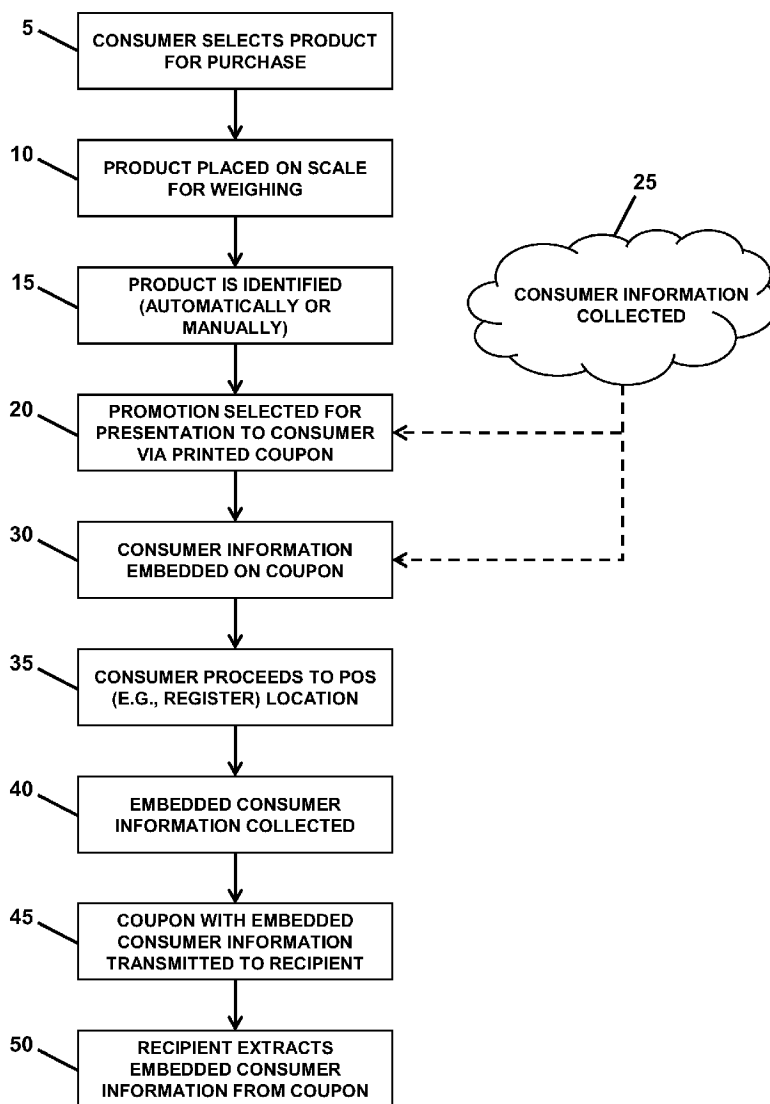 5
CONSUMER SELECTS PRODUCT
FOR PURCHASE
10
PRODUCT PLACED ON SCALE
FOR WEIGHING
25
CONSUMER INFORMATION
COLLECTED
15
PRODUCT IS IDENTIFIED
(AUTOMATICALLY OR
MANUALLY)
20
PROMOTION SELECTED FOR
PRESENTATION TO CONSUMER
VIA PRINTED COUPON
30
CONSUMER INFORMATION
EMBEDDED ON COUPON
35
CONSUMER PROCEEDS TO POS
(E.G., REGISTER) LOCATION
40
EMBEDDED CONSUMER
INFORMATION COLLECTED
45
COUPON WITH EMBEDDED
CONSUMER INFORMATION
TRANSMITTED TO RECIPIENT
50
RECIPIENT EXTRACTS
EMBEDDED CONSUMER
INFORMATION FROM COUPON